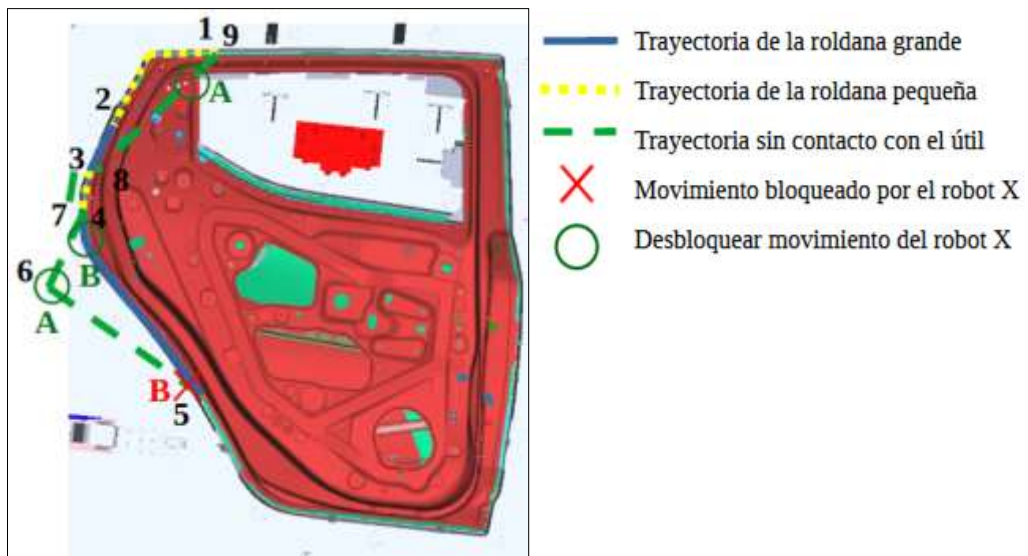 1 9
A
2
3
8
7 4
B
6
A
B
5
Trayectoria de la roldana grande
Trayectoria de la roldana pequeña
Trayectoria sin contacto con el útil
Movimiento bloqueado por el robot X
Desbloquear movimiento del robot X